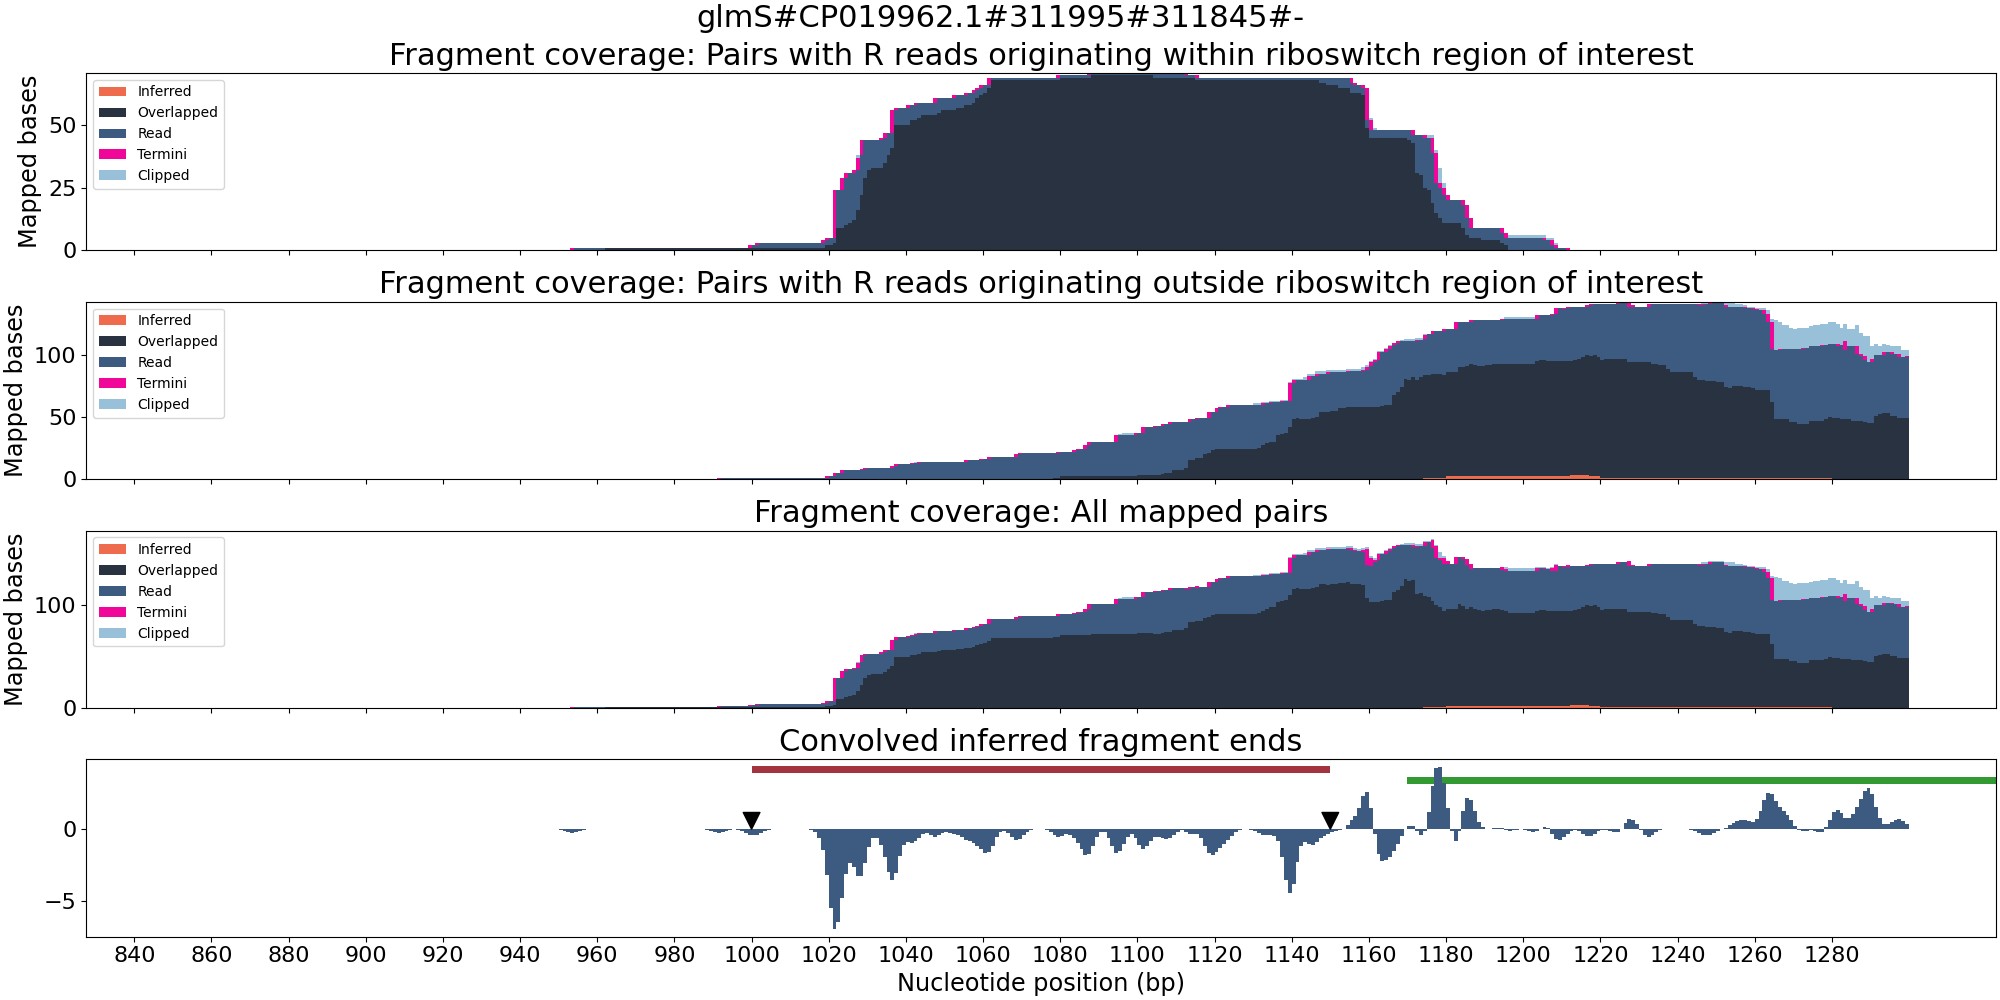 glmS#CP019962.1#311995#311845#-
Fragment coverage: Pairs with R reads originating within riboswitch region of interest
Mapped bases
50
25
0
Inferred
Overlapped
Read
Termini
Clipped
Fragment coverage: Pairs with R reads originating outside riboswitch region of interest
Mapped bases
100
50
0
Inferred
Overlapped
Read
Termini
Clipped
Fragment coverage: All mapped pairs
Mapped bases
100
0
Inferred
Overlapped
Read
Termini
Clipped
Convolved inferred fragment ends
0
−5
840 860 880 900 920 940 960 980 1000 1020 1040 1060 1080 1100 1120 1140 1160 1180 1200 1220 1240 1260 1280
Nucleotide position (bp)